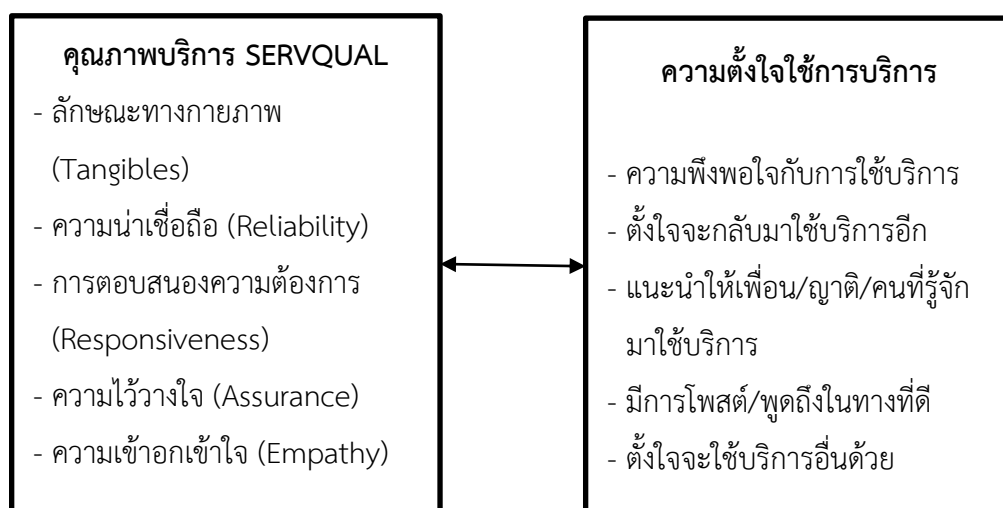 คุณภาพบริการ SERVQUAL
- ลักษณะทางกายภาพ
(Tangibles)
- ความน่าเชื่อถือ (Reliability)
- การตอบสนองความต้องการ
(Responsiveness)
- ความไว้วางใจ (Assurance)
- ความเข้าอกเข้าใจ (Empathy)
ความตั้งใจใช้การบริการ
- ความพึงพอใจกับการใช้บริการ
- ตั้งใจจะกลับมาใช้บริการอีก
- แนะนำให้เพื่อน/ญาติ/คนที่รู้จัก
มาใช้บริการ
- มีการโพสต์/พูดถึงในทางที่ดี
- ตั้งใจจะใช้บริการอื่นด้วย